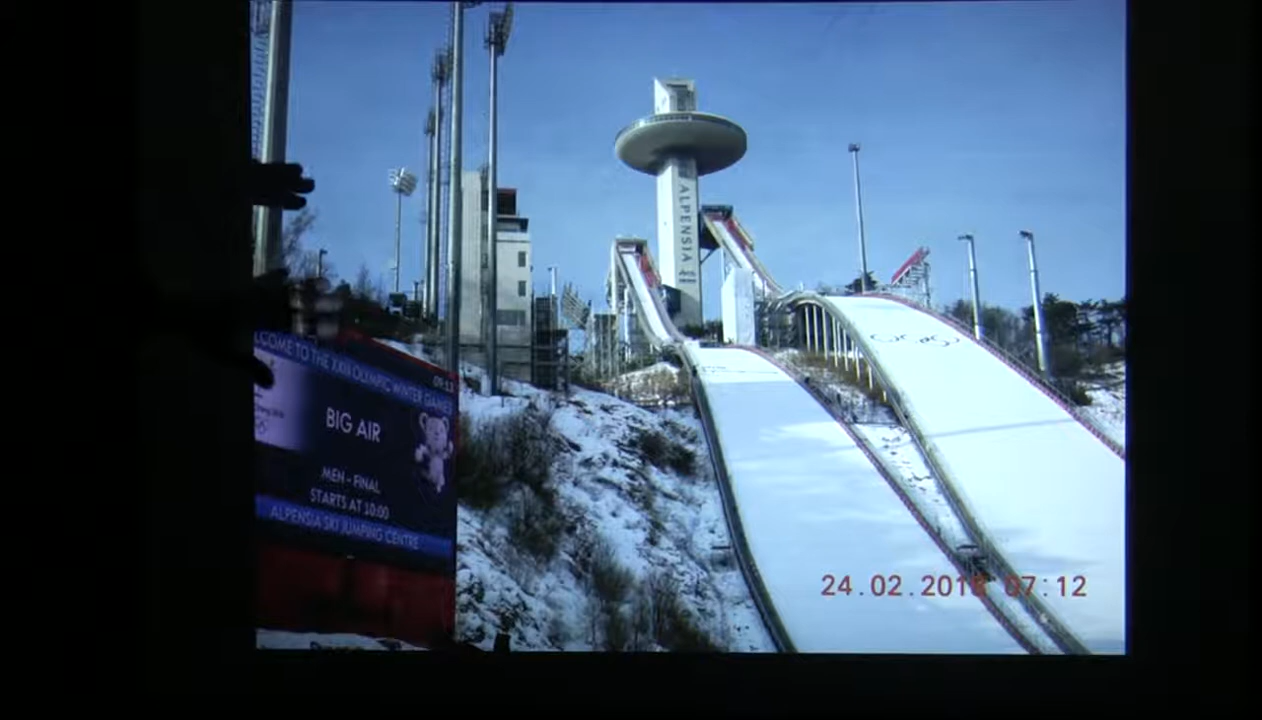 ALPENSIA
LCOME TO THE XXIII OLYMPIC WINTER GAMES
BIG AIR
MEN - FINAL
STARTS AT 10:00
ALPENSIA SKI JUMPING CENTRE
24.02.2018 07:12